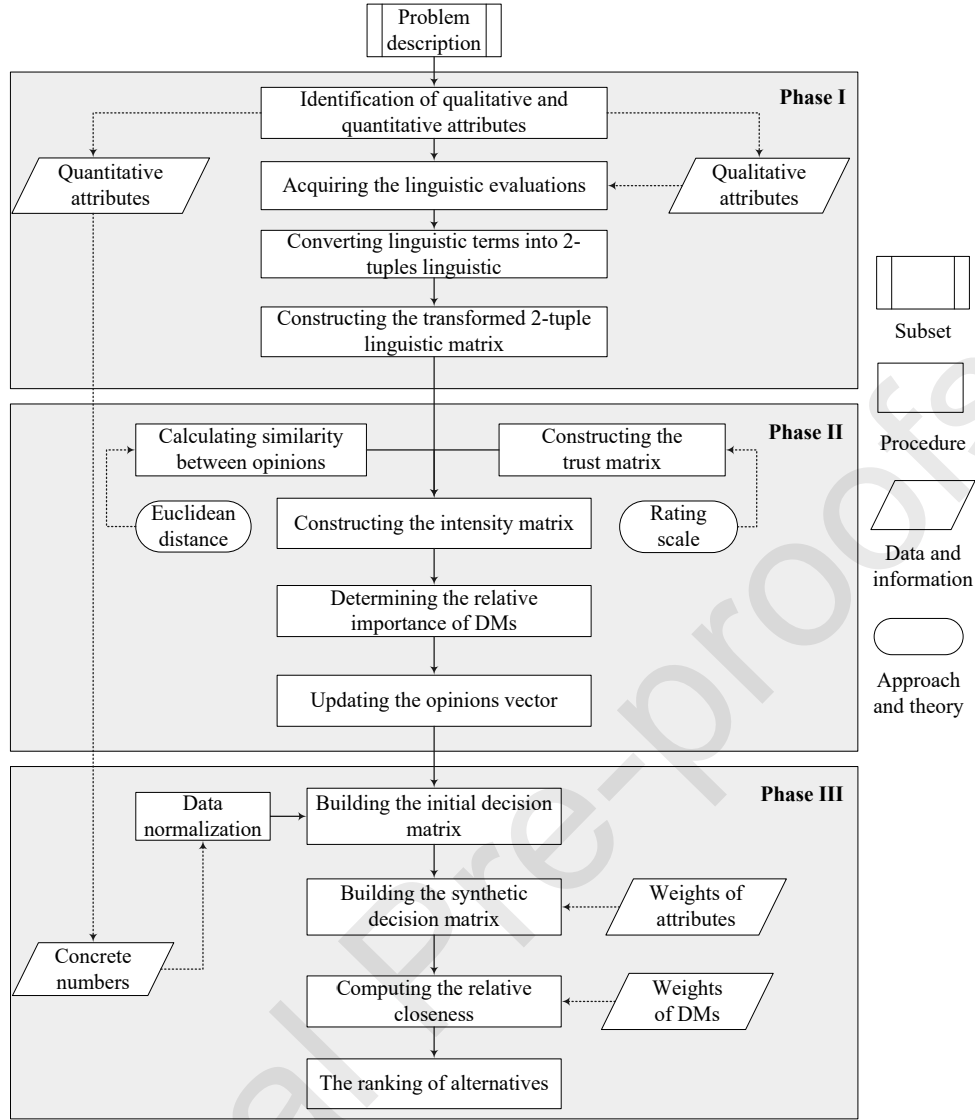 Problem
description
Phase I
Identification of qualitative and
quantitative attributes
Quantitative
attributes
Acquiring the linguistic evaluations
Qualitative
attributes
Converting linguistic terms into 2-
tuples linguistic
Constructing the transformed 2-tuple
linguistic matrix
Phase II
Calculating similarity
between opinions
Constructing the
trust matrix
Euclidean
distance
Constructing the intensity matrix
Rating
scale
Determining the relative
importance of DMs
Updating the opinions vector
Phase III
Data
normalization
Building the initial decision
matrix
Building the synthetic
decision matrix
Weights of
attributes
Concrete
numbers
Computing the relative
closeness
Weights
of DMs
The ranking of alternatives
Subset
Procedure
Data and
information
Approach
and theory
al Pre-proofs